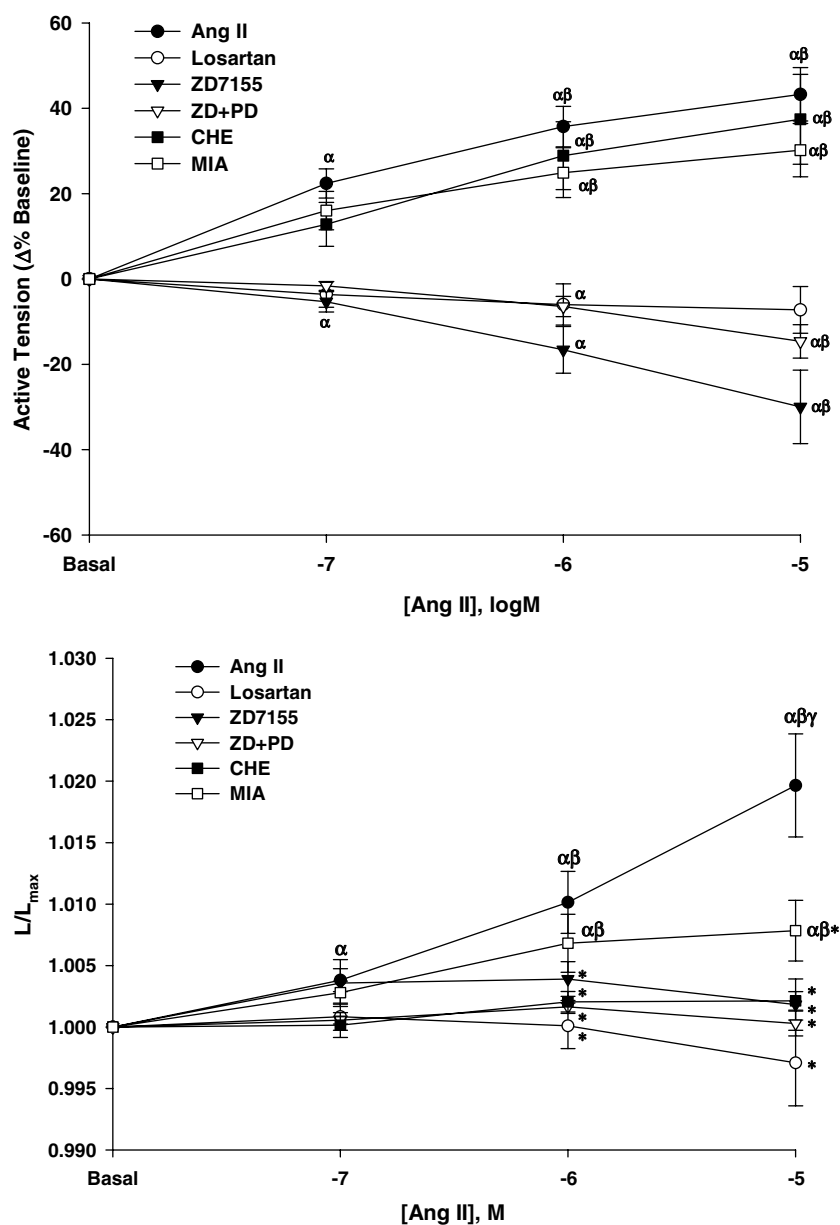 60
40
20
0
-20
-40
-60
Active Tension (Δ% Baseline)
Ang II
Losartan
ZD7155
ZD+PD
CHE
MIA
α
α
αβ
αβ
αβ
α
α
αβ
αβ
αβ
αβ
αβ
Basal
-7
-6
-5
[Ang II], logM
1.030
1.025
1.020
1.015
1.010
1.005
1.000
0.995
0.990
L/Lmax
Ang II
Losartan
ZD7155
ZD+PD
CHE
MIA
α
αβ
αβ
*
*
*
*
αβγ
αβ*
*
*
*
*
Basal
-7
-6
-5
[Ang II], M